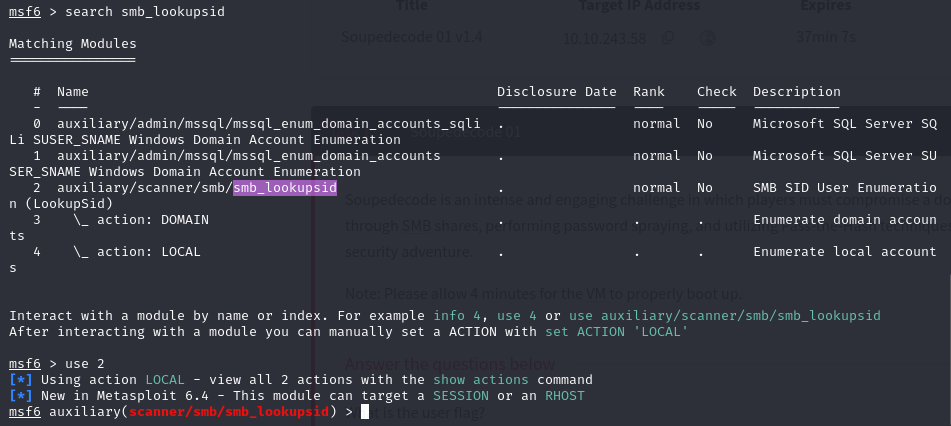 Title Target IP Address Expires
Soupedecode 01 v1.4 10.10.243.58 37min 7s
msf6 > search smb_lookupsid
Matching Modules
================
# Name Disclosure Date Rank Check Description
- ---- --------------- ---- ----- -----------
0 auxiliary/admin/mssql/mssql_enum_domain_accounts_sqli . normal No Microsoft SQL Server SQ
Li SUSER_SNAME Windows Domain Account Enumeration
Soupedecode 01
1 auxiliary/admin/mssql/mssql_enum_domain_accounts . normal No Microsoft SQL Server SU
SER_SNAME Windows Domain Account Enumeration
2 auxiliary/scanner/smb/smb_lookupsid . normal No SMB SID User Enumeratio
n (LookupSid)
Soupedecode is an intense and engaging challenge in which players must compromise a do
3 \_ action: DOMAIN . . . Enumerate domain accoun
ts
through SMB shares, performing password spraying, and utilizing Pass-the-Hash techniques
4 \_ action: LOCAL . . . Enumerate local account
s
security adventure.
Note: Please allow 4 minutes for the VM to properly boot up.
Interact with a module by name or index. For example info 4, use 4 or use auxiliary/scanner/smb/smb_lookupsid
After interacting with a module you can manually set a ACTION with set ACTION 'LOCAL'
Answer the questions below
msf6 > use 2
[*] Using action LOCAL - view all 2 actions with the show actions command
[*] New in Metasploit 6.4 - This module can target a SESSION or an RHOST
msf6 auxiliary(scanner/smb/smb_lookupsid) >
is the user flag?